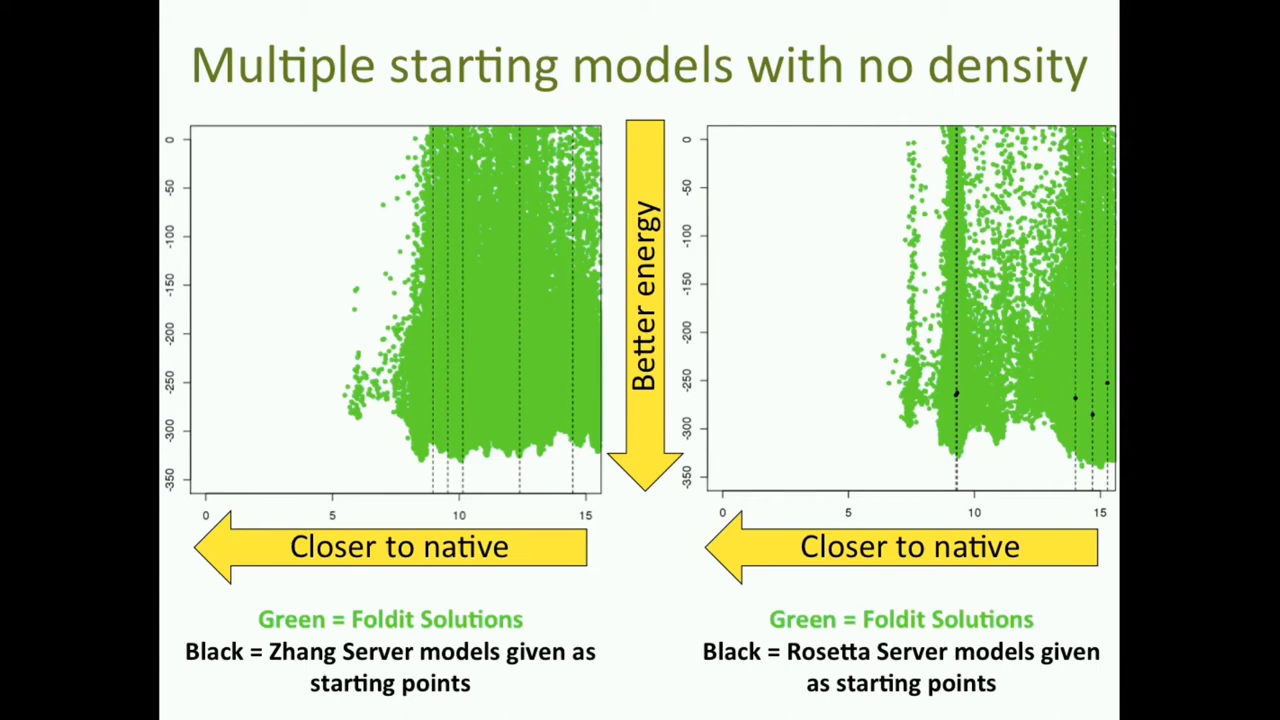 Multiple starting models with no density
0
-50
-100
-150
-200
-250
-300
-350
0
5
10
15
Better energy
0
-50
-100
-150
-200
-250
-300
-350
0
5
10
15
Closer to native
Closer to native
Green = Foldit Solutions
Black = Zhang Server models given as
starting points
Green = Foldit Solutions
Black = Rosetta Server models given
as starting points